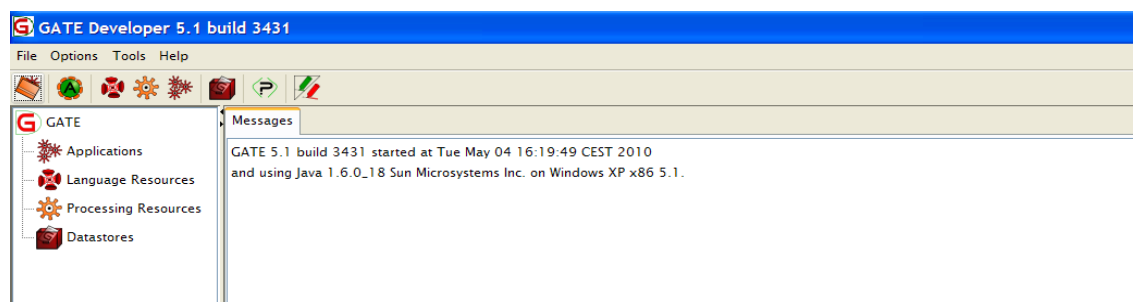 GATE Developer 5.1 build 3431
File Options Tools Help
GATE
Applications
Language Resources
Processing Resources
Datastores
Messages
GATE 5.1 build 3431 started at Tue May 04 16:19:49 CEST 2010
and using Java 1.6.0_18 Sun Microsystems Inc. on Windows XP x86 5.1.